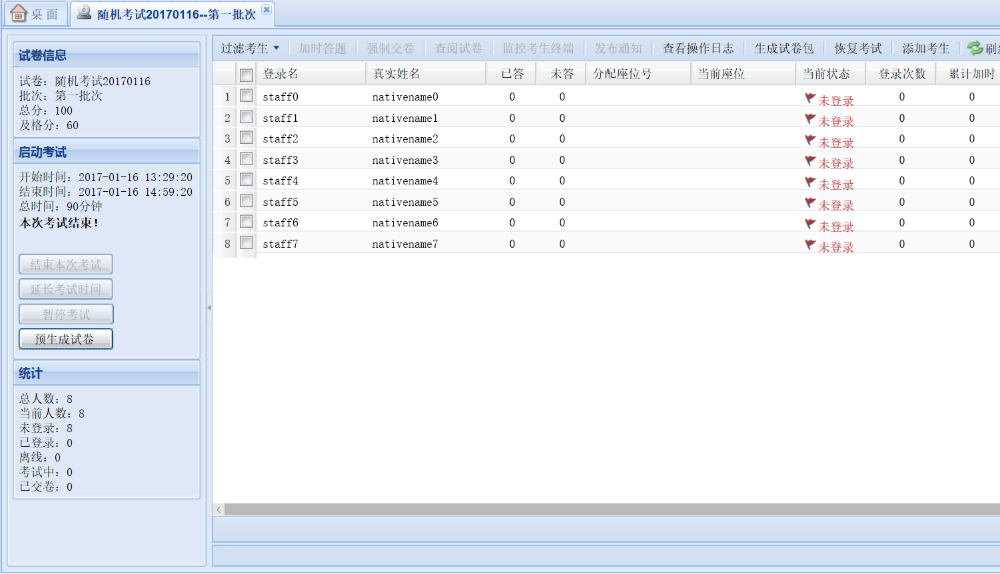 桌 面
随机考试20170116--第一批次
试卷信息
试卷：随机考试20170116
批次：第一批次
总分：100
及格分：60
启动考试
开始时间：2017-01-16 13:29:20
结束时间：2017-01-16 14:59:20
总时间：90分钟
本次考试结束！
结束本次考试
延长考试时间
暂停考试
预生成试卷
统计
总人数：8
当前人数：8
未登录：8
已登录：0
离线：0
考试中：0
已交卷：0
过滤考生 加时答题 强制交卷 查阅试卷 监控考生终端 发布通知 查看操作日志 生成试卷包 恢复考试 添加考生 刷
登录名 真实姓名 已答 未答 分配座位号 当前座位 当前状态 登录次数 累计加时
1 staff0 nativename0 0 0 未登录 0 0
2 staff1 nativename1 0 0 未登录 0 0
3 staff2 nativename2 0 0 未登录 0 0
4 staff3 nativename3 0 0 未登录 0 0
5 staff4 nativename4 0 0 未登录 0 0
6 staff5 nativename5 0 0 未登录 0 0
7 staff6 nativename6 0 0 未登录 0 0
8 staff7 nativename7 0 0 未登录 0 0